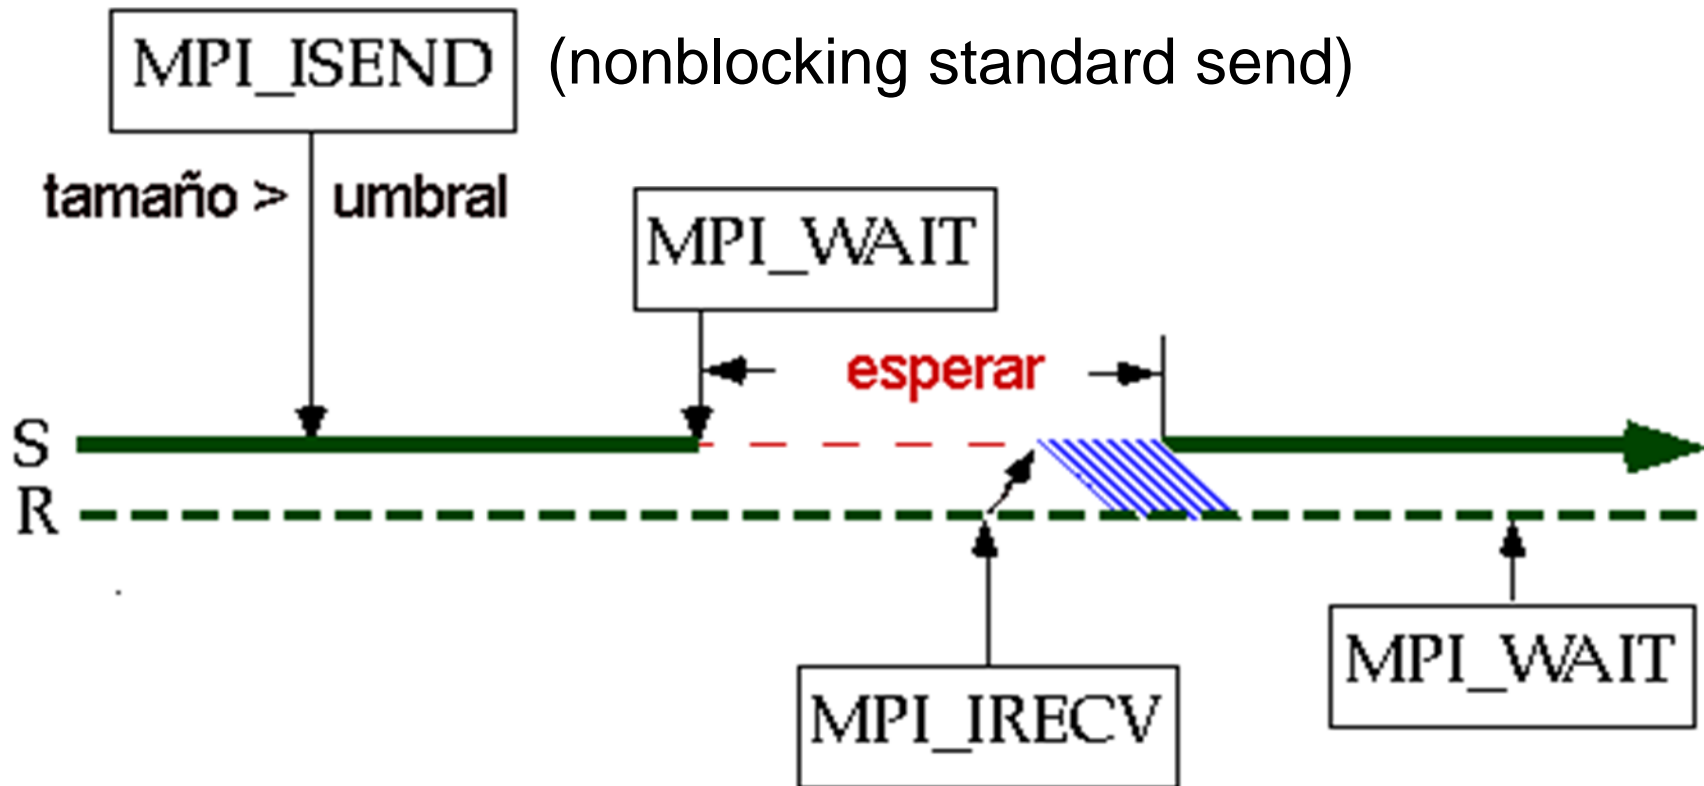 MPI_ISEND (nonblocking standard send)
tamaño > umbral
MPI_WAIT
esperar
S
R
MPI_WAIT
MPI_IRECV